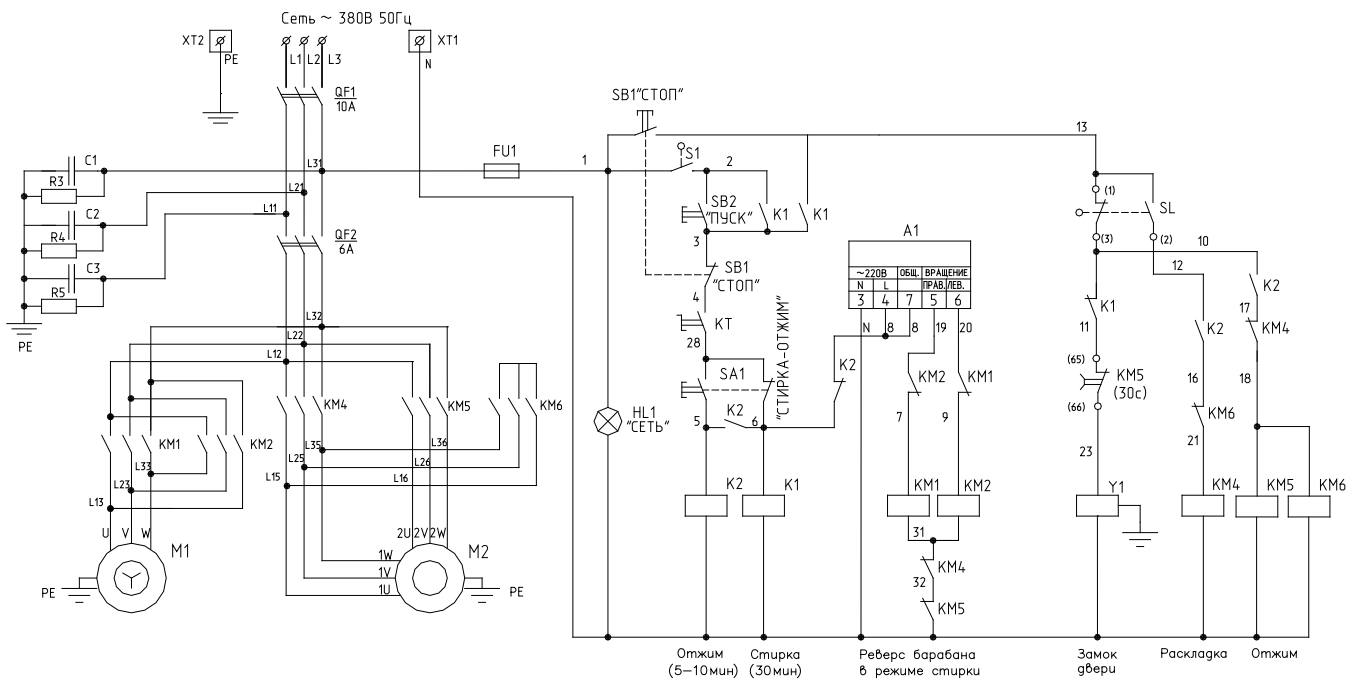 Сеть ~ 380В 50Гц
XT2
PE
L1
L2
L3
XT1
N
QF1
10A
SB1"СТОП"
13
C1
R3
L31
FU1
1
S1
2
C2
R4
L21
L11
SB2
"ПУСК"
K1
K1
(1)
SL
C3
R5
QF2
6A
3
A1
(3)
(2)
10
PE
SB1
"СТОП"
~220В
ОБЩ.
ВРАЩЕНИЕ
N
L
ПРАВ.
ЛЕВ.
3
4
7
5
6
12
K2
4
KT
28
"СТИРКА-ОТЖИМ"
N
8
8
19
20
K1
11
17
K2
KM4
L32
L22
L12
SA1
K2
KM2
KM1
(65)
KM5
(30с)
(66)
16
18
KM1
KM2
KM4
KM5
KM6
HL1
"СЕТЬ"
5
K2
6
7
9
KM6
21
L33
L23
L13
L35
L25
L15
L36
L26
L16
23
K2
K1
KM1
KM2
Y1
KM4
KM5
KM6
31
U
V
W
M1
2U
2V
2W
M2
1W
1V
1U
KM4
32
KM5
PE
PE
Отжим
(5–10мин)
Стирка
(30мин)
Реверс барабана
в режиме стирки
Замок
двери
Раскладка
Отжим